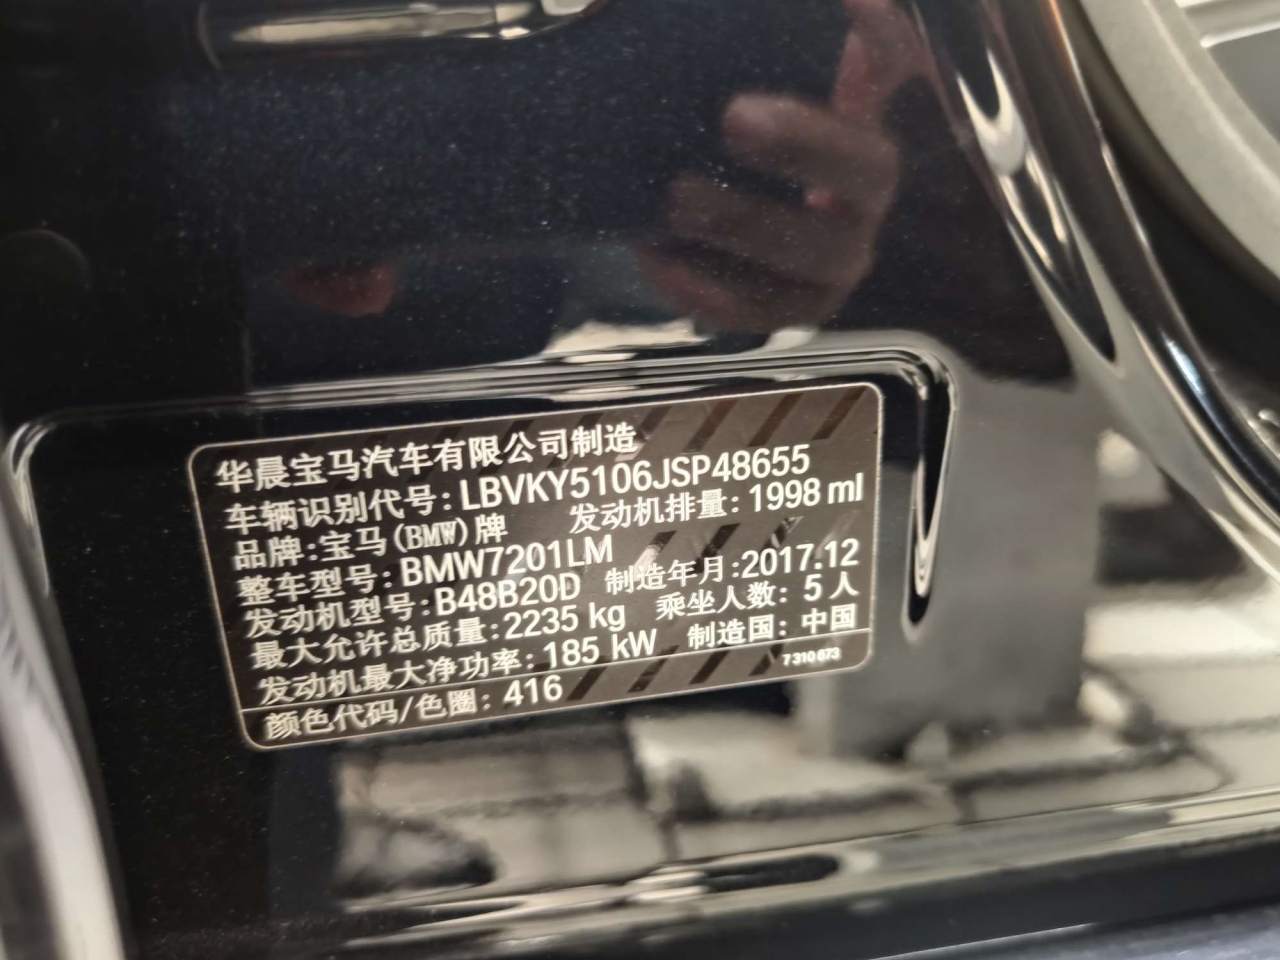 华晨宝马汽车有限公司制造
车辆识别代号: LBVKY5106JSP48655
品牌:宝马(BMW)牌 发动机排量: 1998 ml
整车型号: BMW7201LM
发动机型号: B48B20D 制造年月:2017.12
最大允许总质量:2235 kg 乘坐人数: 5 人
发动机最大净功率: 185 kW 制造国: 中国
颜色代码/色圈: 416 7 310 673